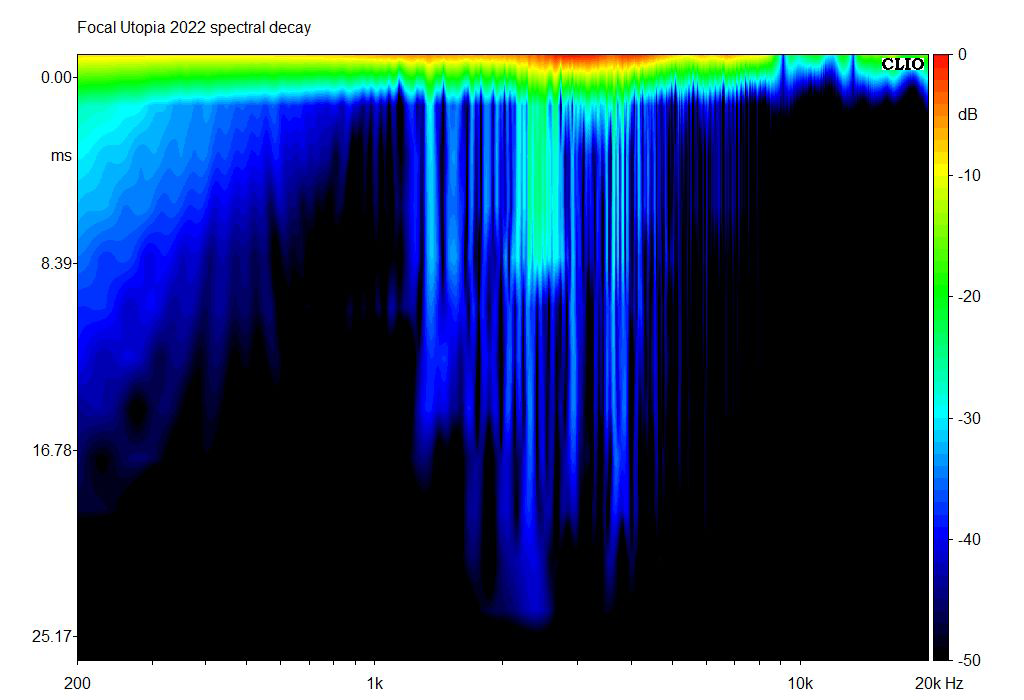 Focal Utopia 2022 spectral decay
CLIO
0.00
ms
8.39
16.78
25.17
200
1k
10k
20k Hz
0
dB
-10
-20
-30
-40
-50